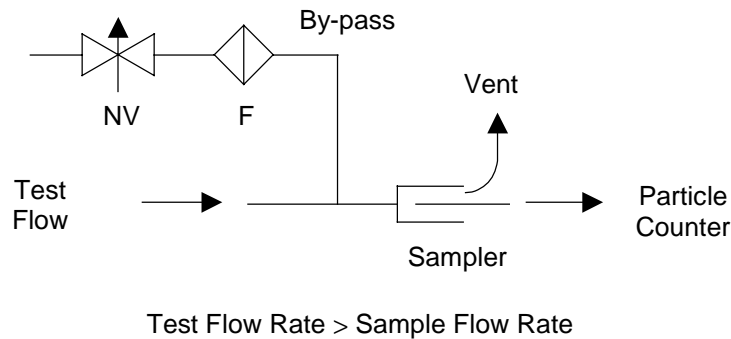 By-pass
NV
F
Vent
Test
Flow
Particle
Counter
Sampler
Test Flow Rate > Sample Flow Rate